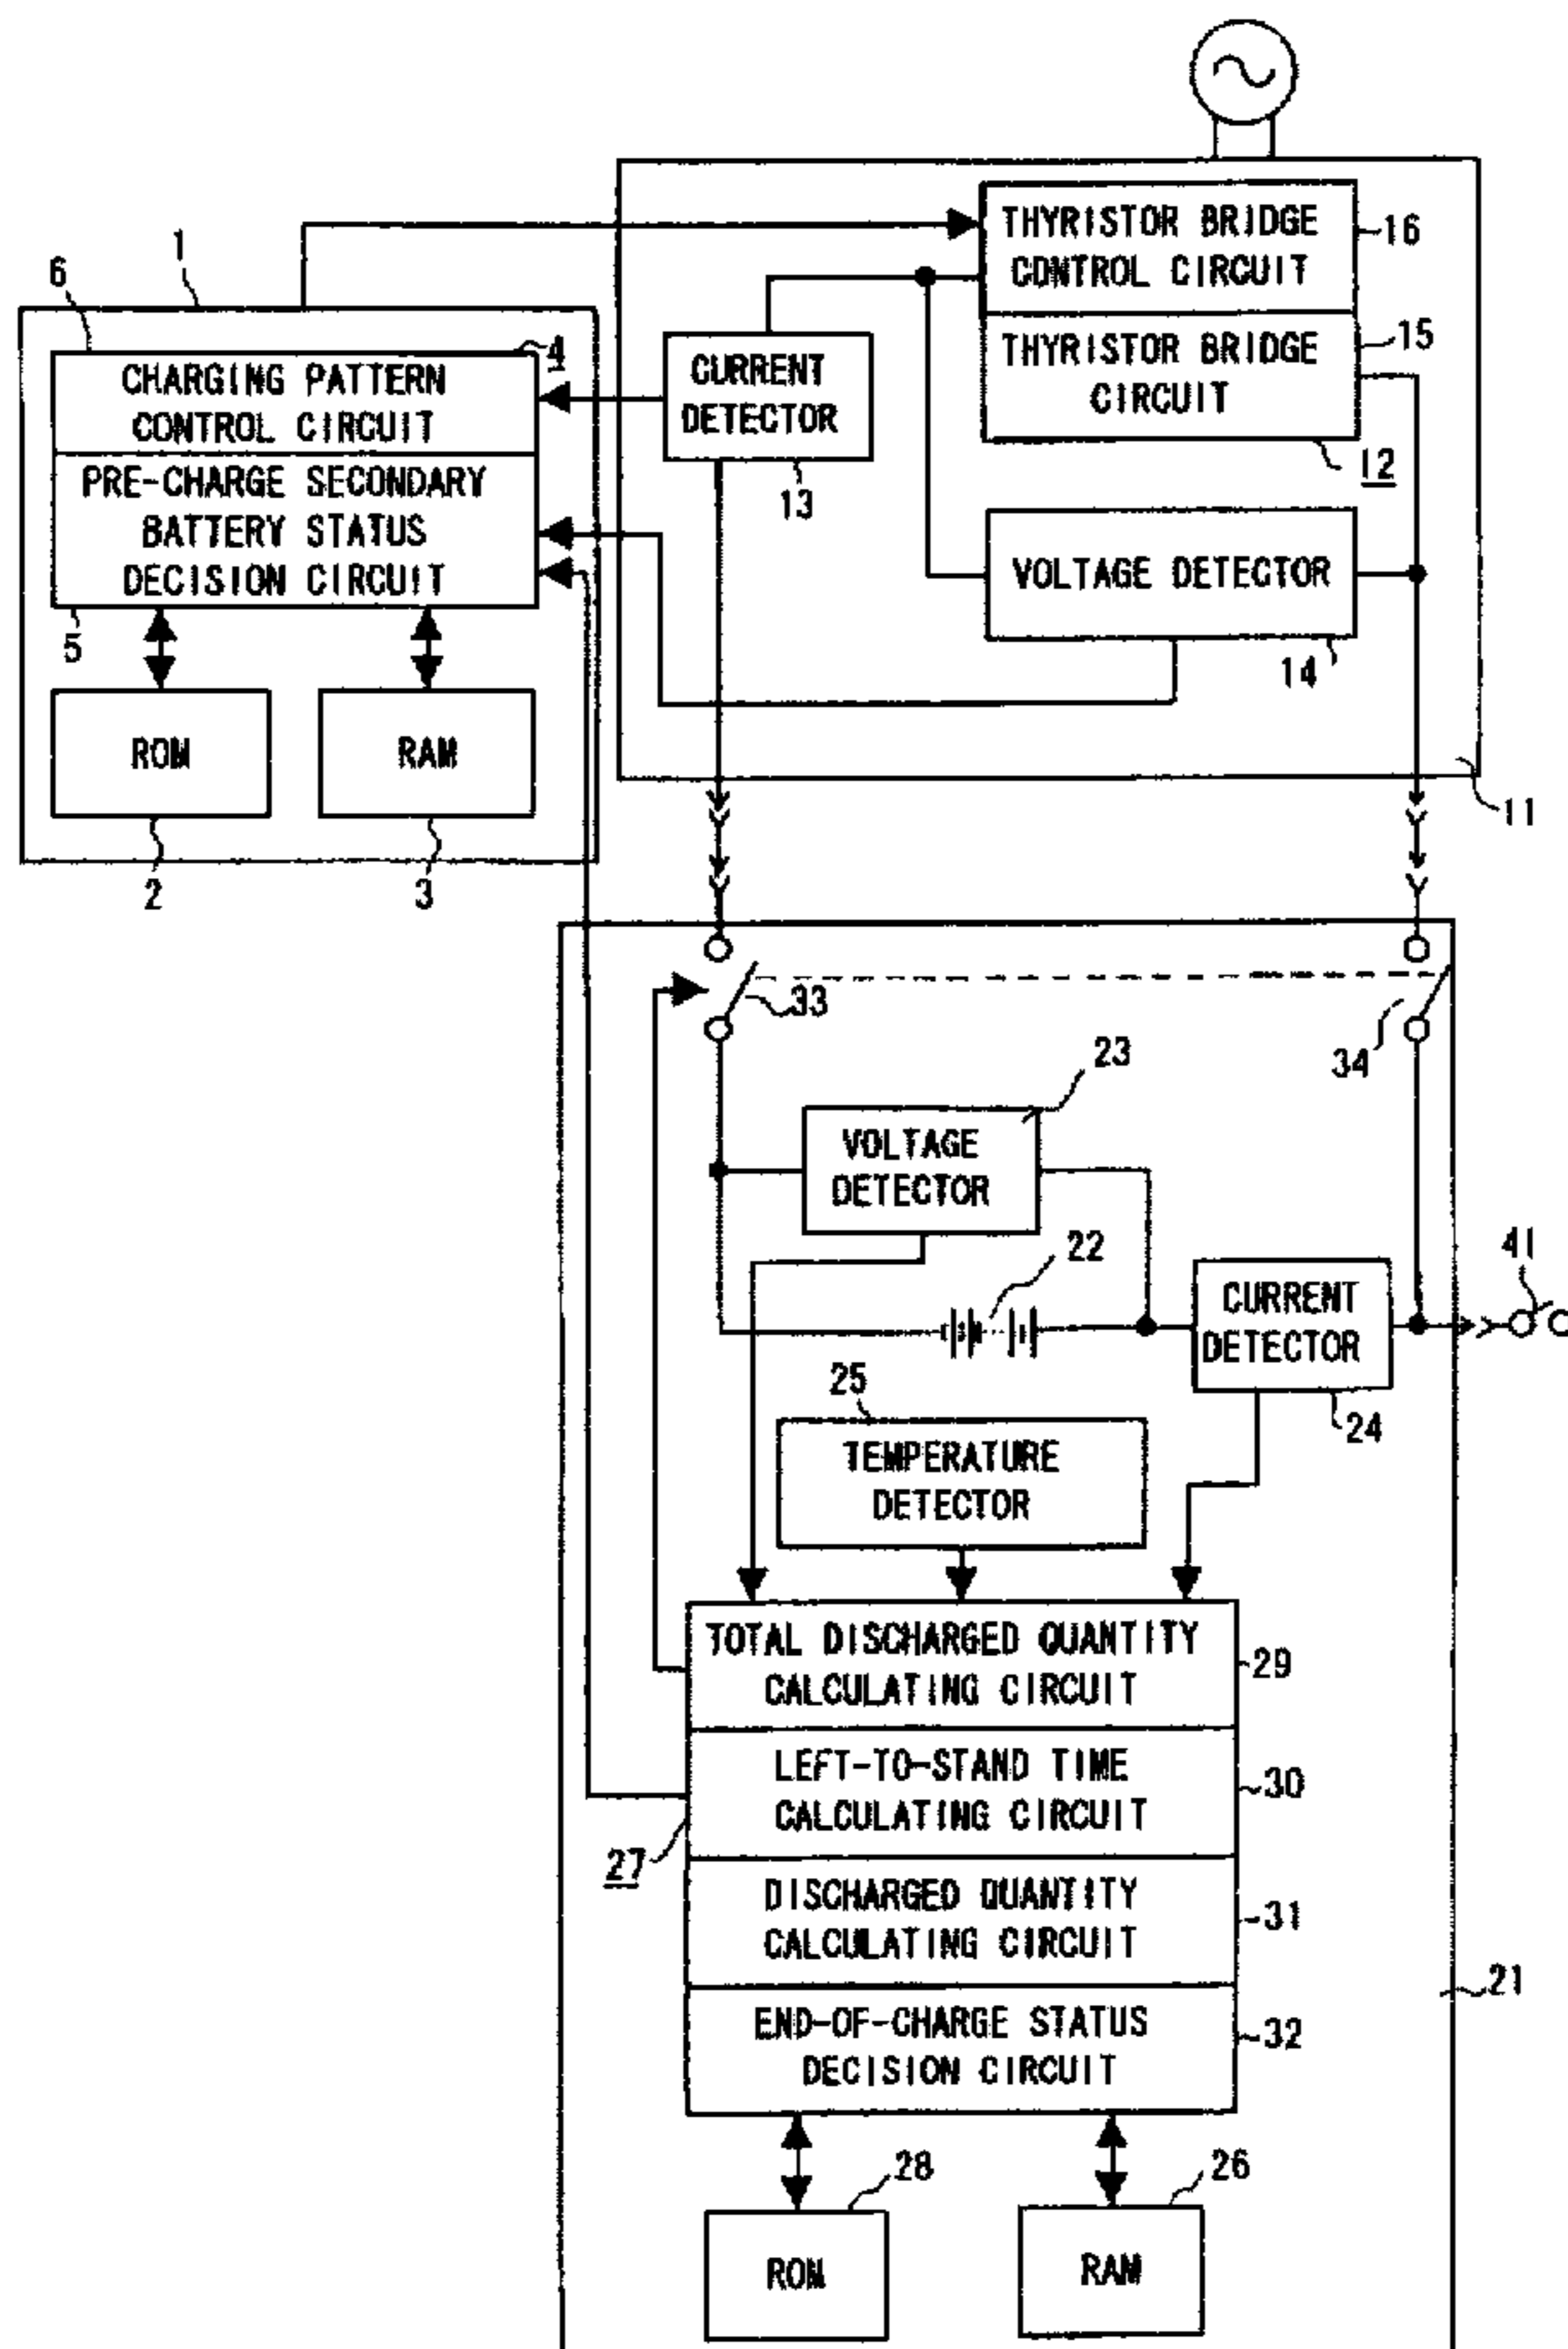 THYRISTOR BRIDGE
CONTROL CIRCUIT
16
THYRISTOR BRIDGE
CIRCUIT
15
12
1
6
4
CHARGING PATTERN
CONTROL CIRCUIT
PRE-CHARGE SECONDARY
BATTERY STATUS
DECISION CIRCUIT
5
CURRENT
DETECTOR
13
VOLTAGE DETECTOR
14
ROM
RAM
2
3
11
33
34
23
VOLTAGE
DETECTOR
22
CURRENT
DETECTOR
24
41
25
TEMPERATURE
DETECTOR
TOTAL DISCHARGED QUANTITY
CALCULATING CIRCUIT
29
LEFT-TO-STAND TIME
CALCULATING CIRCUIT
30
27
DISCHARGED QUANTITY
CALCULATING CIRCUIT
31
21
END-OF-CHARGE STATUS
DECISION CIRCUIT
32
28
26
ROM
RAM